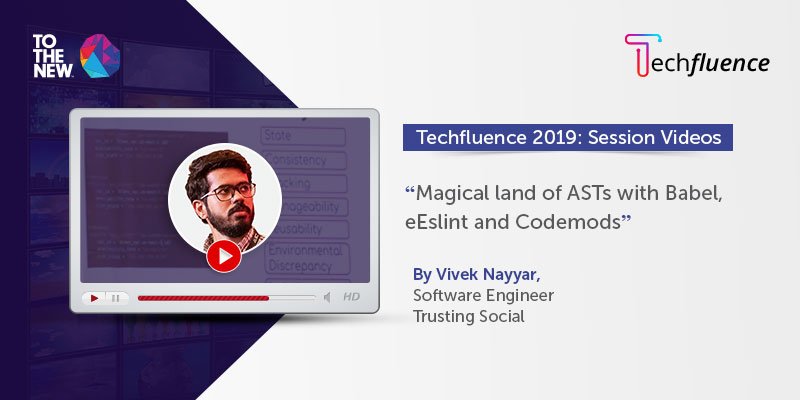 TO
THE
NEW
Techfluence
Techfluence 2019: Session Videos
“Magical land of ASTs with Babel,
eEslint and Codemods”
By Vivek Nayyar,
Software Engineer
Trusting Social
State
Consistency
Environmental
Discrepancy
HD